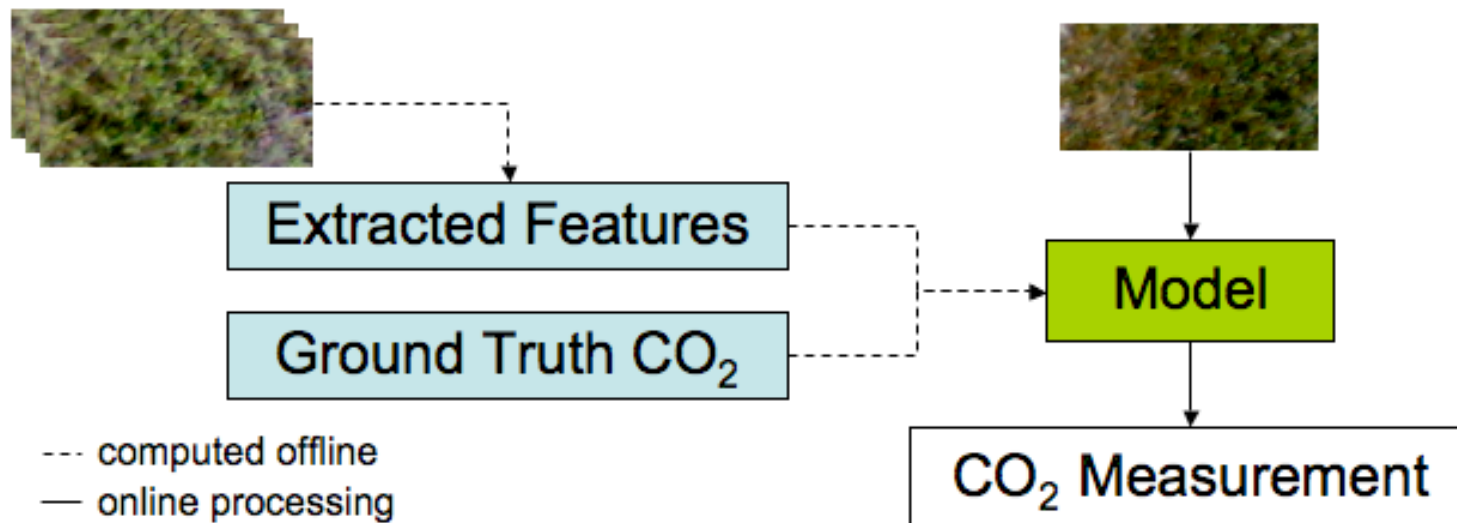 Extracted Features
Model
Ground Truth CO₂
--- computed offline
— online processing
CO₂ Measurement